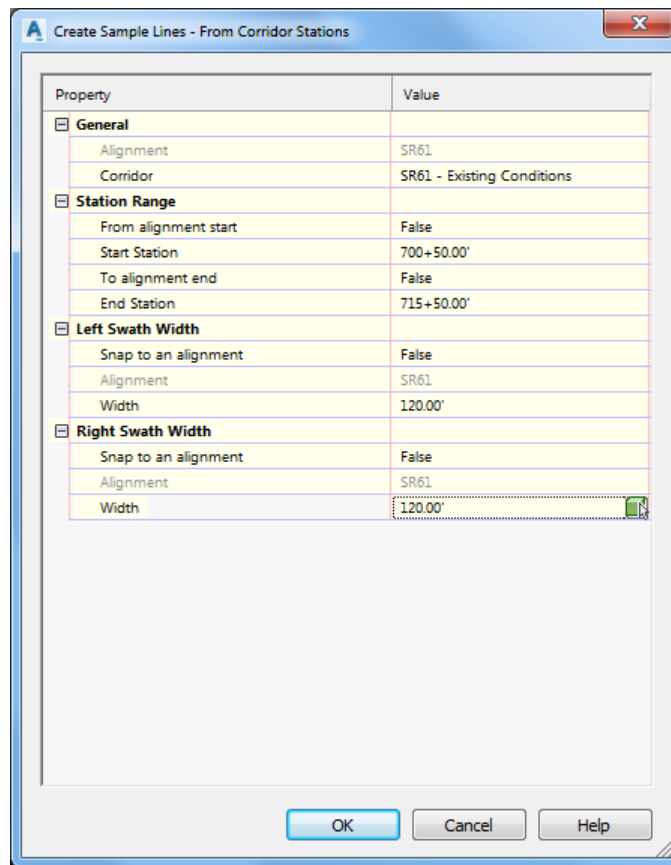 Create Sample Lines - From Corridor Stations
Property Value
General
Alignment SR61
Corridor SR61 - Existing Conditions
Station Range
From alignment start False
Start Station 700+50.00'
To alignment end False
End Station 715+50.00'
Left Swath Width
Snap to an alignment False
Alignment SR61
Width 120.00'
Right Swath Width
Snap to an alignment False
Alignment SR61
Width 120.00'
OK Cancel Help